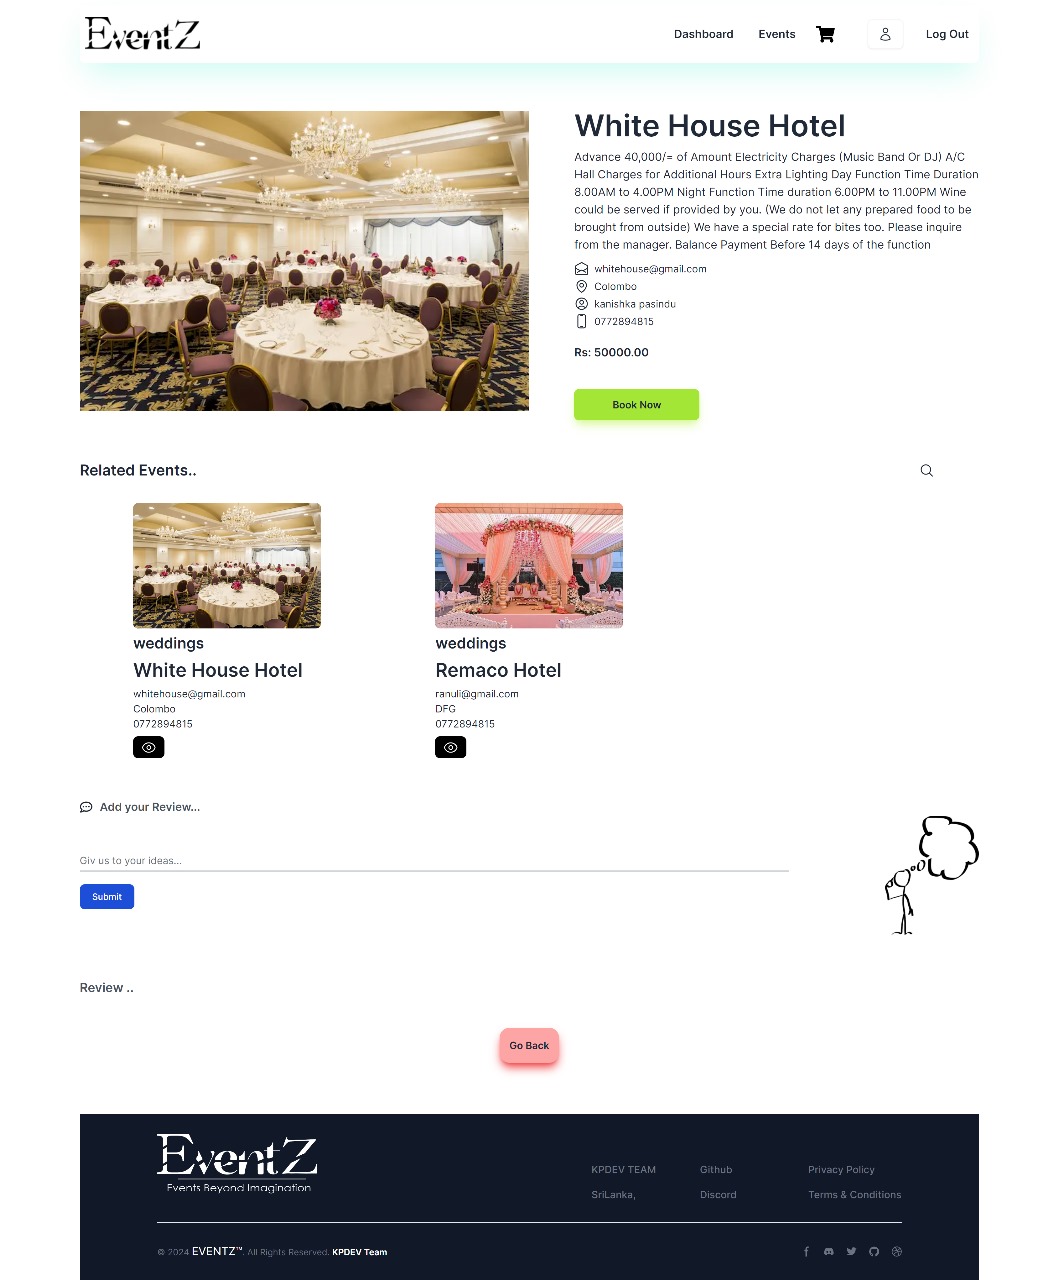 EventZ
Dashboard
Events
Log Out
White House Hotel
Advance 40,000/= of Amount Electricity Charges (Music Band Or DJ) A/C
Hall Charges for Additional Hours Extra Lighting Day Function Time Duration
8.00AM to 4.00PM Night Function Time duration 6.00PM to 11.00PM Wine
could be served if provided by you. (We do not let any prepared food to be
brought from outside) We have a special rate for bites too. Please inquire
from the manager. Balance Payment Before 14 days of the function
whitehouse@gmail.com
Colombo
kanishka pasindu
0772894815
Rs: 50000.00
Book Now
Related Events..
weddings
White House Hotel
whitehouse@gmail.com
Colombo
0772894815
weddings
Remaco Hotel
ranuli@gmail.com
DFG
0772894815
Add your Review...
Giv us to your ideas...
Submit
Review ..
Go Back
EventZ
Events Beyond Imagination
KPDEV TEAM
Github
Privacy Policy
SriLanka,
Discord
Terms & Conditions
© 2024 EVENTZ™. All Rights Reserved. KPDEV Team